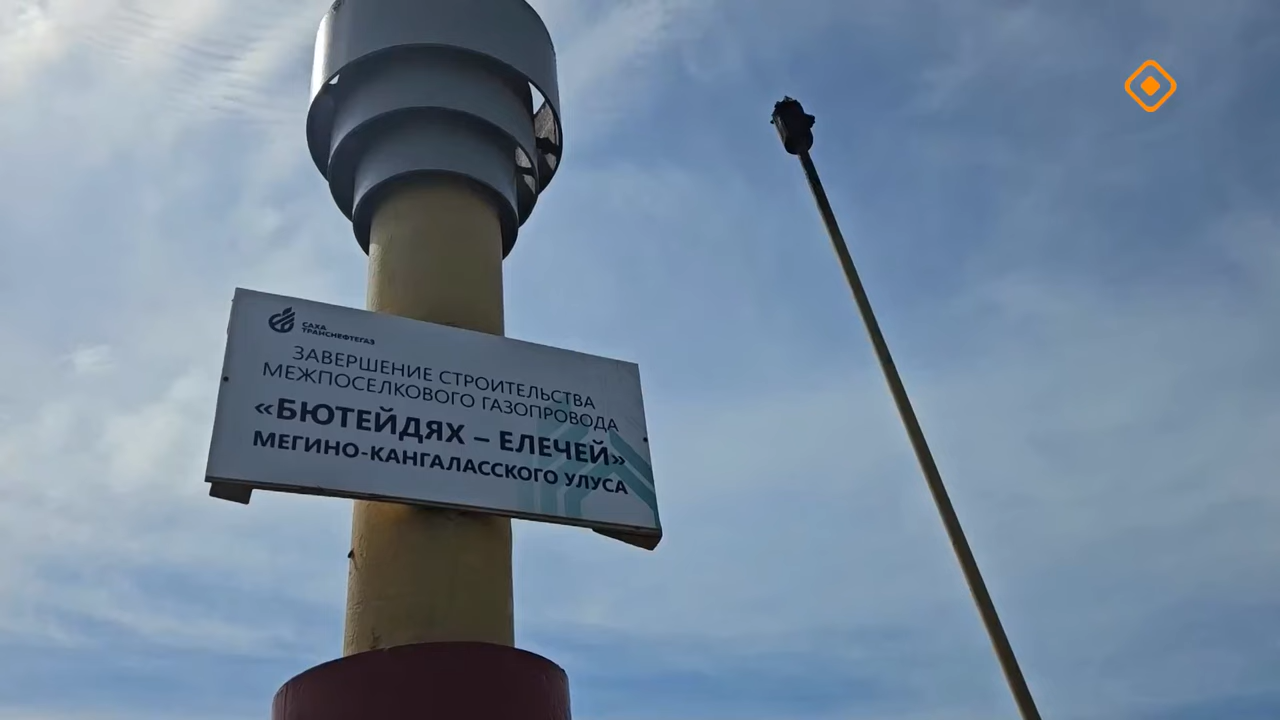 САХА
ТРАНСНЕФТЕГАЗ
ЗАВЕРШЕНИЕ СТРОИТЕЛЬСТВА
МЕЖПОСЕЛКОВОГО ГАЗОПРОВОДА
«БЮТЕЙДЯХ – ЕЛЕЧЕЙ»
МЕГИНО-КАНГАЛАССКОГО УЛУСА